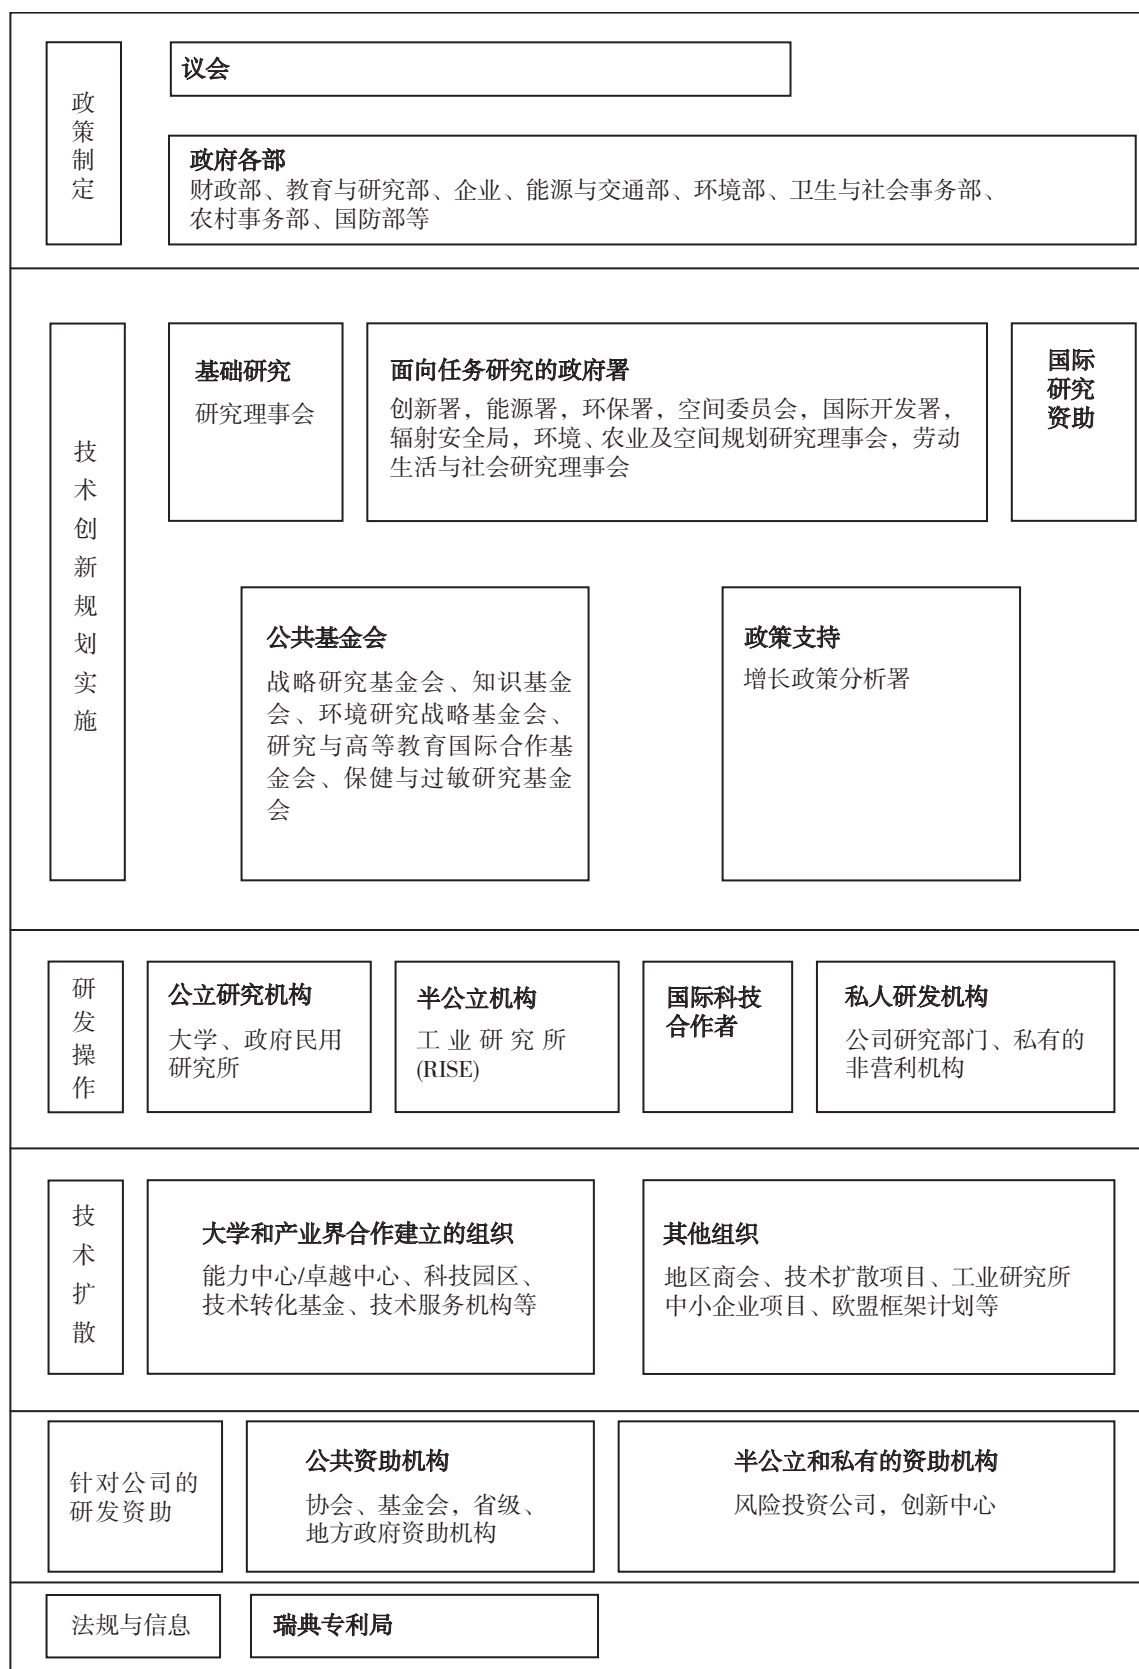 政策制定
议会
政府各部
财政部、教育与研究部、企业、能源与交通部、环境部、卫生与社会事务部、
农村事务部、国防部等
技术创新规划实施
基础研究
研究理事会
面向任务研究的政府署
创新署，能源署，环保署，空间委员会，国际开发署，
辐射安全局，环境、农业及空间规划研究理事会，劳动
生活与社会研究理事会
国际
研究
资助
公共基金会
战略研究基金会、知识基金
会、环境研究战略基金会、
研究与高等教育国际合作基
金会、保健与过敏研究基金
会
政策支持
增长政策分析署
研发操作
公立研究机构
大学、政府民用
研究所
半公立机构
工业研究所
(RISE)
国际科技
合作者
私人研发机构
公司研究部门、私有的
非营利机构
技术扩散
大学和产业界合作建立的组织
能力中心/卓越中心、科技园区、
技术转化基金、技术服务机构等
其他组织
地区商会、技术扩散项目、工业研究所
中小企业项目、欧盟框架计划等
针对公司的
研发资助
公共资助机构
协会、基金会，省级、
地方政府资助机构
半公立和私有的资助机构
风险投资公司，创新中心
法规与信息
瑞典专利局